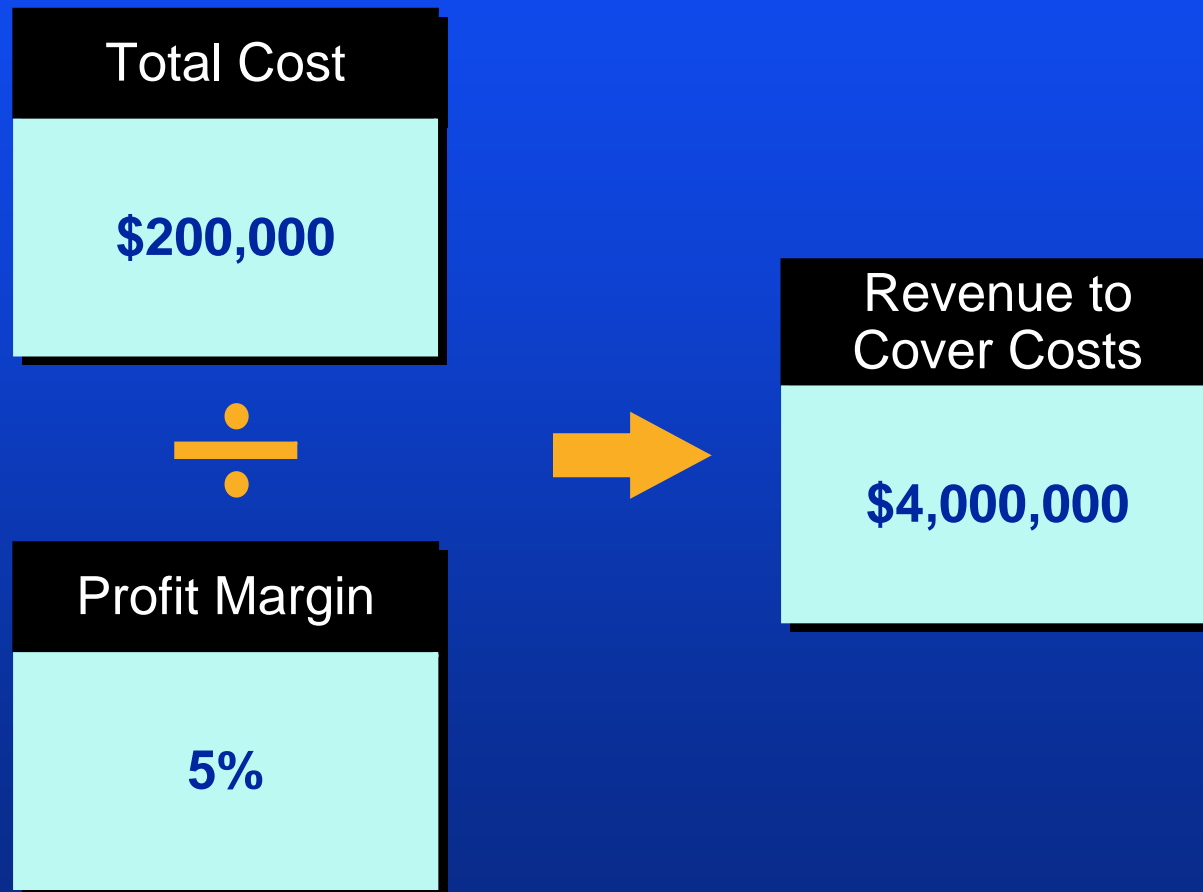 Total Cost
$200,000
÷
Profit Margin
5%
Revenue to
Cover Costs
$4,000,000